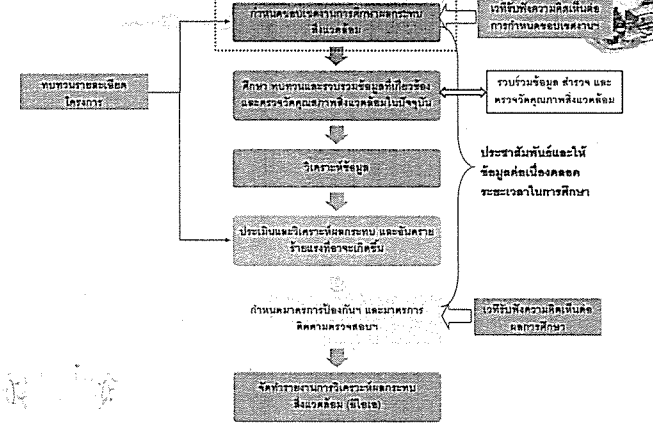 กำหนดขอบเขตงานการศึกษาผลกระทบ
สิ่งแวดล้อม
เวทีรับฟังความคิดเห็นต่อ
การกำหนดขอบเขตงานฯ
ทบทวนรายละเอียด
โครงการ
ศึกษา ทบทวนและรวบรวมข้อมูลที่เกี่ยวข้อง
และตรวจวัดคุณสภาพสิ่งแวดล้อมในปัจจุบัน
รวบรวมข้อมูล สำรวจ และ
ตรวจวัดคุณภาพสิ่งแวดล้อม
วิเคราะห์ข้อมูล
ประชาสัมพันธ์และให้
ข้อมูลต่อเนื่องตลอด
ระยะเวลาในการศึกษา
ประเมินและวิเคราะห์ผลกระทบ และอันตราย
ร้ายแรงที่อาจะเกิดขึ้น
กำหนดมาตรการป้องกันฯ และมาตรการ
ติดตามตรวจสอบฯ
เวทีรับฟังความคิดเห็นต่อ
ผลการศึกษา
จัดทำรายงานการวิเคราะห์ผลกระทบ
สิ่งแวดล้อม (อีไอเอ)